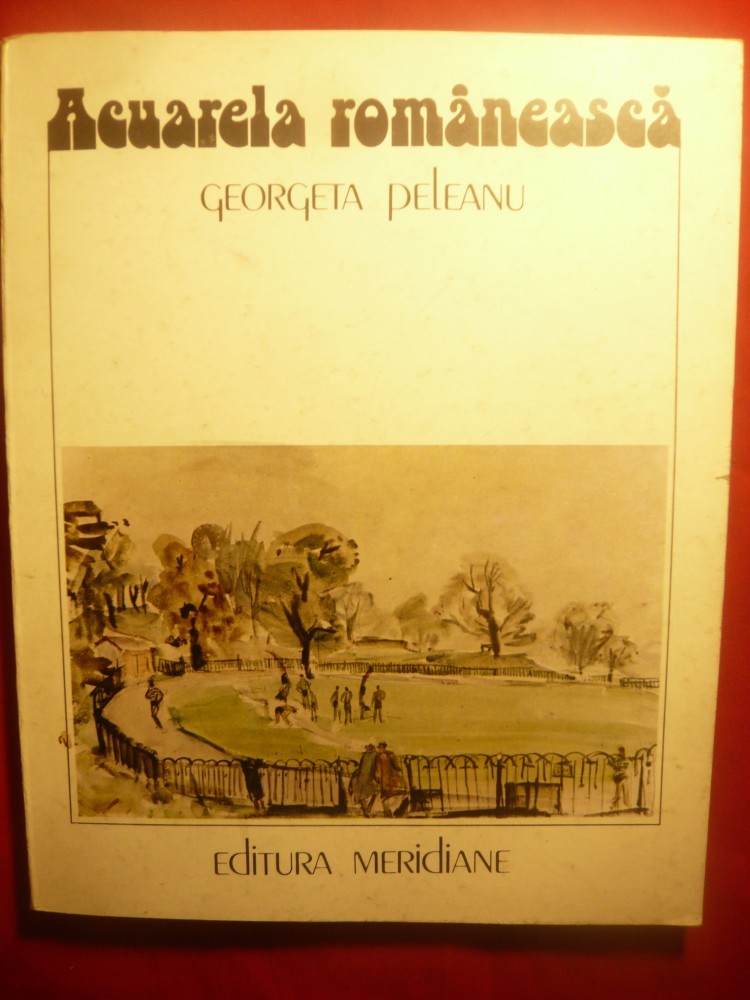 Acuarela românească
GEORGETA PELEANU
EDITURA MERIDIANE